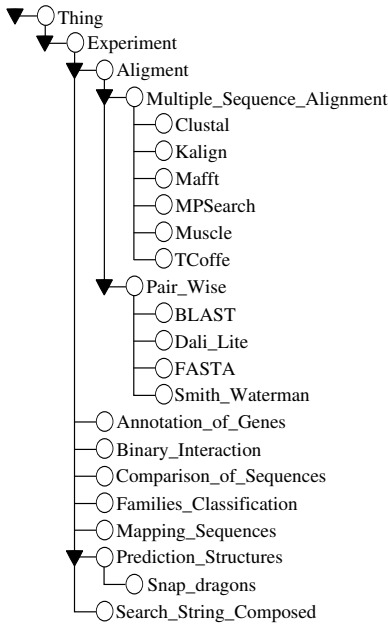 Thing
Experiment
Aligment
Multiple_Sequence_Alignment
Clustal
Kalign
Mafft
MPSearch
Muscle
TCoffe
Pair_Wise
BLAST
Dali_Lite
FASTA
Smith_Waterman
Annotation_of_Genes
Binary_Interaction
Comparison_of_Sequences
Families_Classification
Mapping_Sequences
Prediction_Structures
Snap_dragons
Search_String_Composed